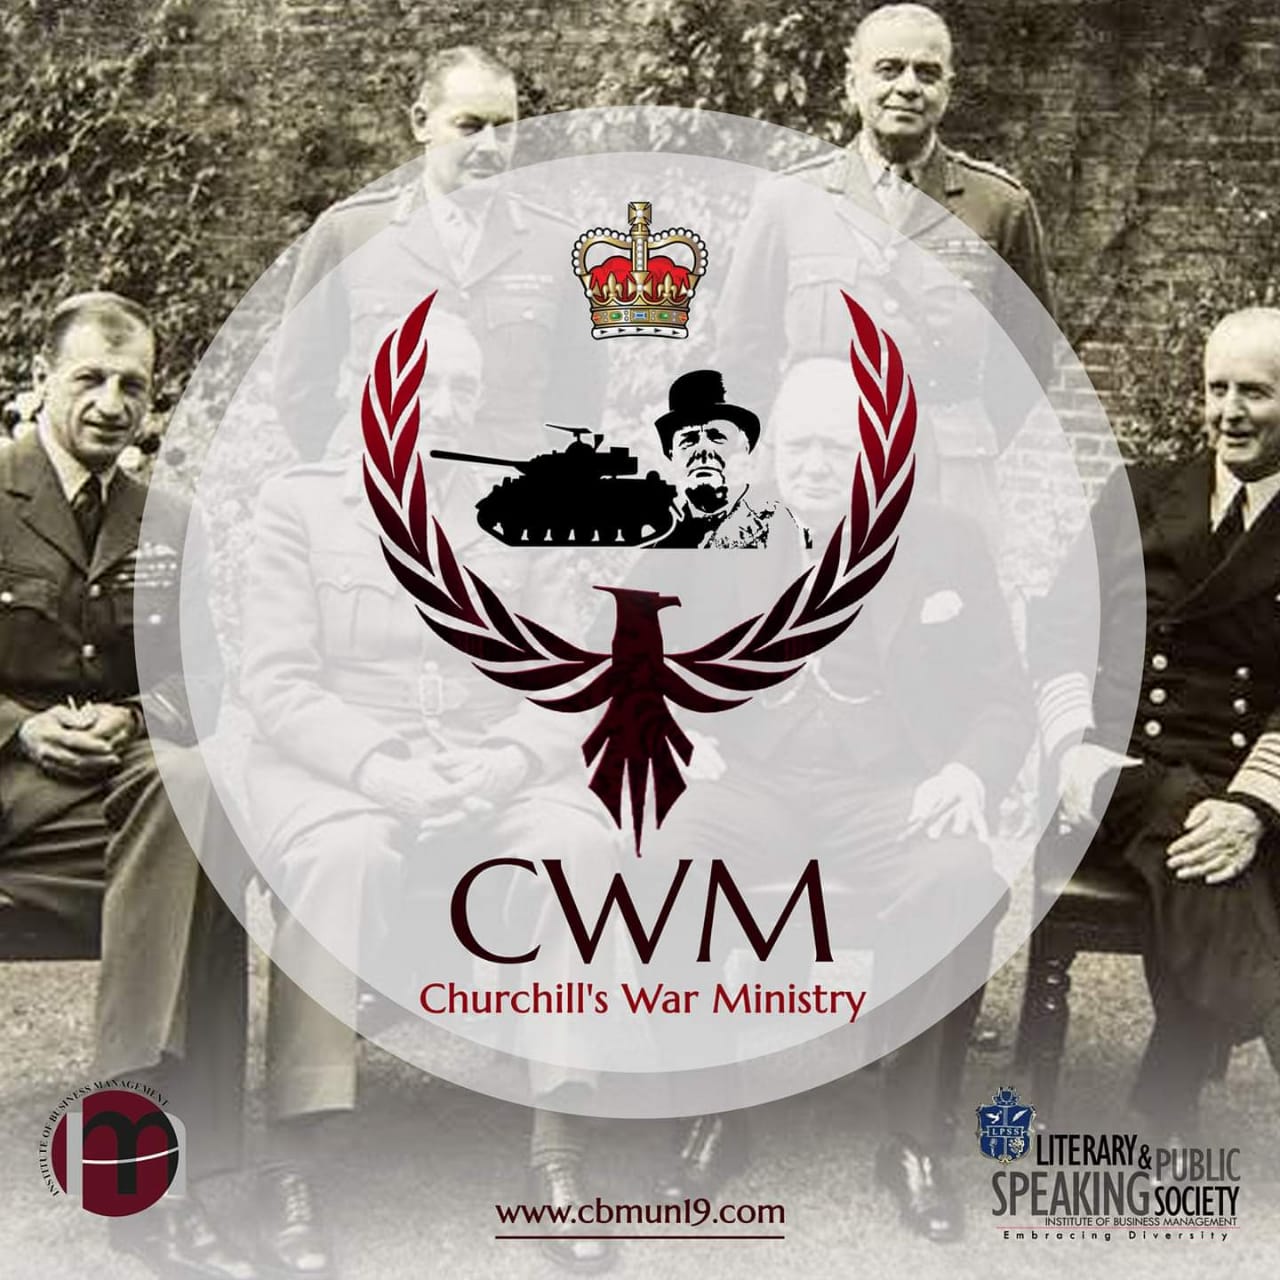 CWM
Churchill's War Ministry
INSTITUTE OF BUSINESS MANAGEMENT
www.cbmun19.com
LPSS
LITERARY &
PUBLIC
SPEAKING
SOCIETY
INSTITUTE OF BUSINESS MANAGEMENT
Embracing Diversity